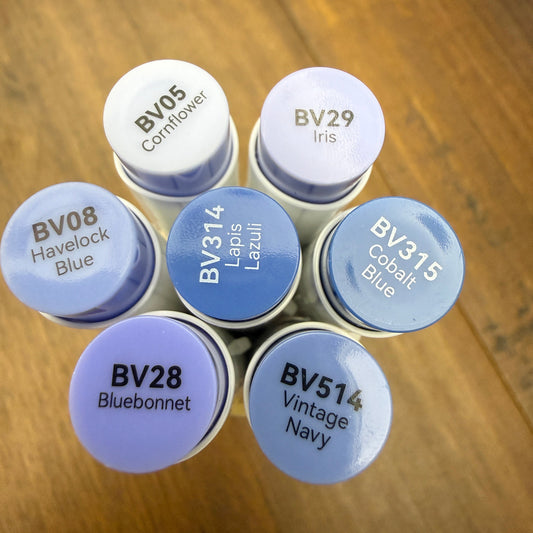 BV05
Cornflower
BV29
Iris
BV08
Havelock
Blue
BV314
Lapis
Lazuli
BV315
Cobalt
Blue
BV28
Bluebonnet
BV514
Vintage
Navy